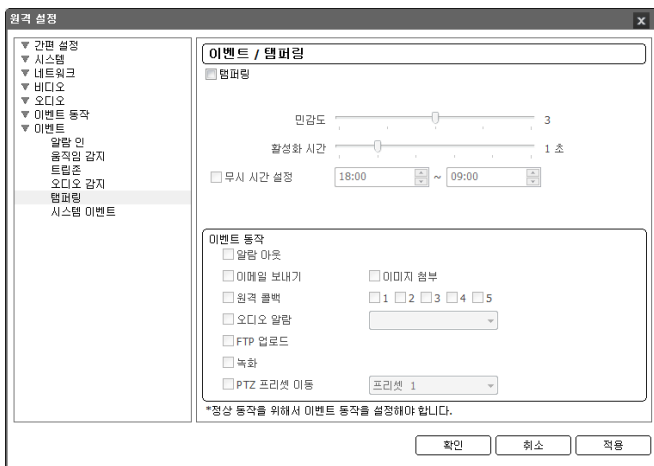 원격 설정
▼ 간편 설정
▼ 시스템
▼ 네트워크
▼ 비디오
▼ 오디오
▼ 이벤트 동작
▼ 이벤트
알람 인
움직임 감지
트립존
오디오 감지
탬퍼링
시스템 이벤트
이벤트 / 탬퍼링
탬퍼링
민감도 3
활성화 시간 1 초
무시 시간 설정 18:00 ~ 09:00
이벤트 동작
알람 아웃
이메일 보내기 이미지 첨부
원격 콜백 1 2 3 4 5
오디오 알람
FTP 업로드
녹화
PTZ 프리셋 이동 프리셋 1
*정상 동작을 위해서 이벤트 동작을 설정해야 합니다.
확인 취소 적용